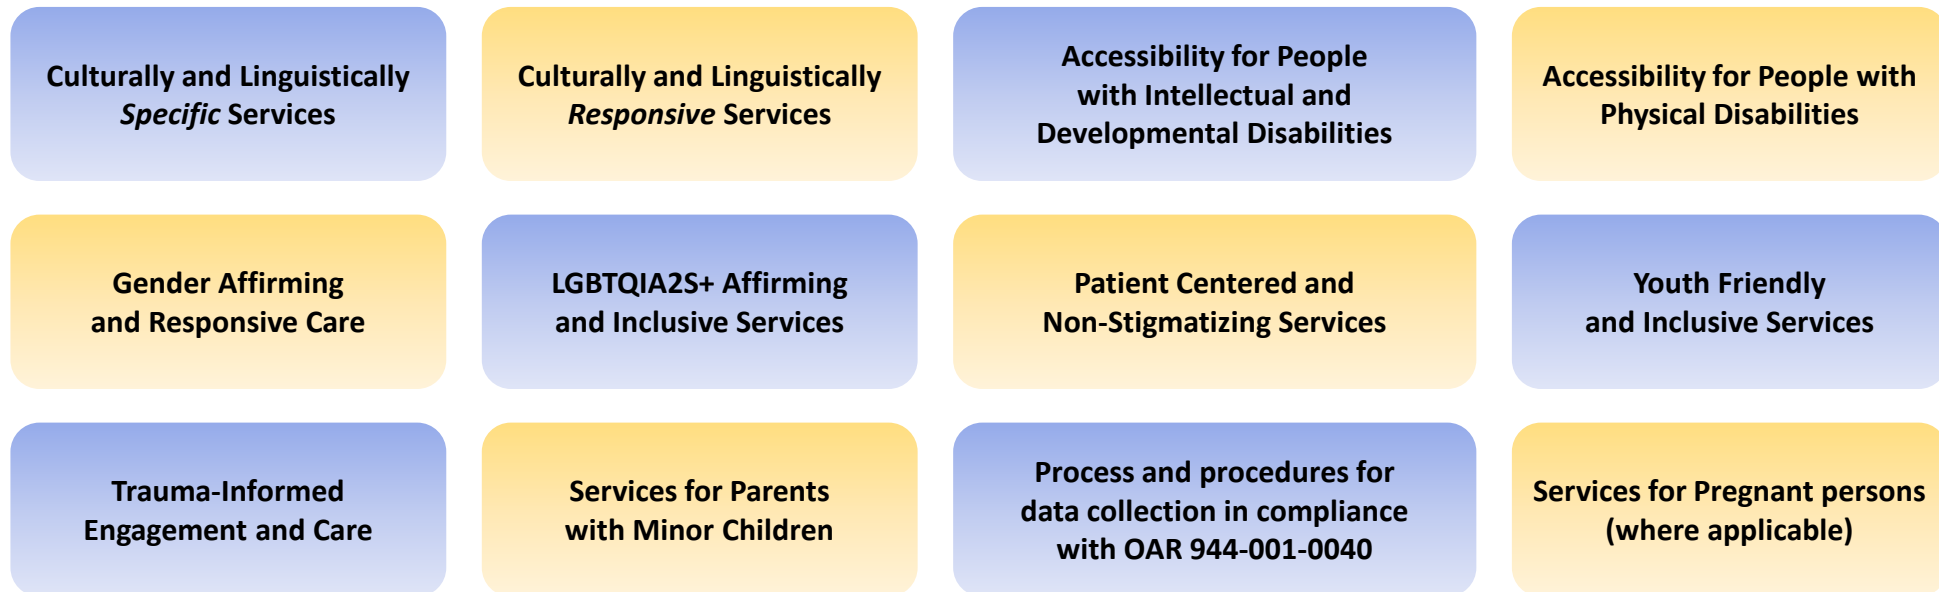 Culturally and Linguistically
Specific Services
Culturally and Linguistically
Responsive Services
Accessibility for People
with Intellectual and
Developmental Disabilities
Accessibility for People with
Physical Disabilities
Gender Affirming
and Responsive Care
LGBTQIA2S+ Affirming
and Inclusive Services
Patient Centered and
Non-Stigmatizing Services
Youth Friendly
and Inclusive Services
Trauma-Informed
Engagement and Care
Services for Parents
with Minor Children
Process and procedures for
data collection in compliance
with OAR 944-001-0040
Services for Pregnant persons
(where applicable)